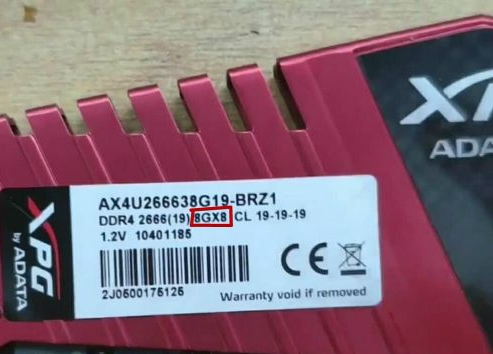 XPG
ADATA
XPG
by ADATA
AX4U266638G19-BRZ1
DDR4 2666(19) 8GX8 CL 19-19-19
1.2V 10401185
CE
2J0500175125
Warranty void if removed